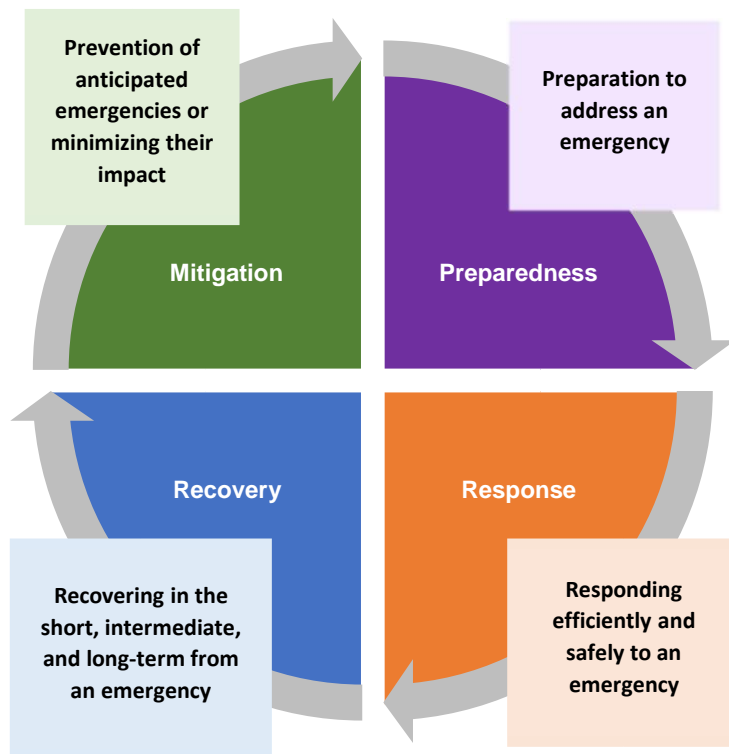 Prevention of
anticipated
emergencies or
minimizing their
impact
Preparation to
address an
emergency
Mitigation
Preparedness
Recovery
Response
Recovering in the
short, intermediate,
and long-term from
an emergency
Responding
efficiently and
safely to an
emergency